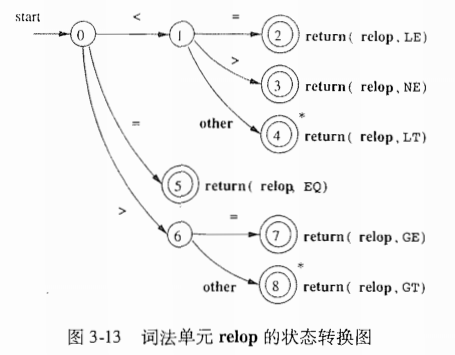 start
0
<
1
=
2
return( relop, LE)
>
3
return( relop, NE)
other
4
*
return( relop, LT)
=
5
return( relop, EQ)
>
6
=
7
return( relop, GE)
other
8
*
return( relop, GT)
图 3-13 词法单元 relop 的状态转换图